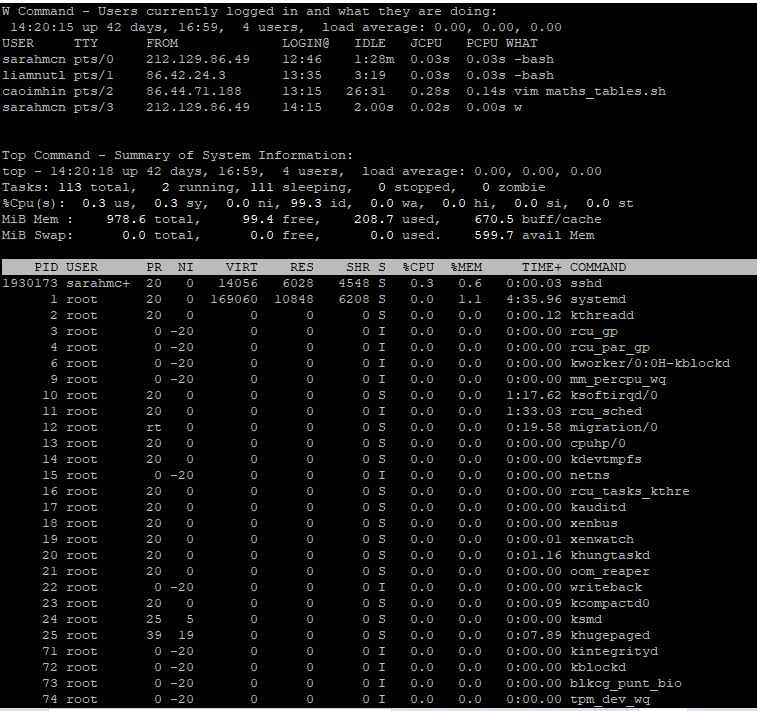 W Command - Users currently logged in and what they are doing:
 14:20:15 up 42 days, 16:59,  4 users,  load average: 0.00, 0.00, 0.00
USER     TTY      FROM             LOGIN@   IDLE   JCPU   PCPU WHAT
sarahmcn pts/0    212.129.86.49    12:46    1:28m  0.03s  0.03s -bash
liamnutl pts/1    86.42.24.3       13:35    3:19   0.03s  0.03s -bash
caoimhin pts/2    86.44.71.188     13:15   26:31   0.28s  0.14s vim maths_tables.sh
sarahmcn pts/3    212.129.86.49    14:15    2.00s  0.02s  0.00s w
Top Command - Summary of System Information:
top - 14:20:18 up 42 days, 16:59,  4 users,  load average: 0.00, 0.00, 0.00
Tasks: 113 total,   2 running, 111 sleeping,   0 stopped,   0 zombie
%Cpu(s):  0.3 us,  0.3 sy,  0.0 ni, 99.3 id,  0.0 wa,  0.0 hi,  0.0 si,  0.0 st
MiB Mem :    978.6 total,     99.4 free,    208.7 used,    670.5 buff/cache
MiB Swap:      0.0 total,      0.0 free,      0.0 used.    599.7 avail Mem
    PID USER      PR  NI    VIRT    RES    SHR S  %CPU  %MEM     TIME+ COMMAND
1930173 sarahmc+  20   0   14056   6028   4548 S   0.3   0.6   0:00.03 sshd
      1 root      20   0  169060  10848   6208 S   0.0   1.1   4:35.96 systemd
      2 root      20   0       0      0      0 S   0.0   0.0   0:00.12 kthreadd
      3 root       0 -20       0      0      0 I   0.0   0.0   0:00.00 rcu_gp
      4 root       0 -20       0      0      0 I   0.0   0.0   0:00.00 rcu_par_gp
      6 root       0 -20       0      0      0 I   0.0   0.0   0:00.00 kworker/0:0H-kblockd
      9 root       0 -20       0      0      0 I   0.0   0.0   0:00.00 mm_percpu_wq
     10 root      20   0       0      0      0 S   0.0   0.0   1:17.62 ksoftirqd/0
     11 root      20   0       0      0      0 I   0.0   0.0   1:33.03 rcu_sched
     12 root      rt   0       0      0      0 S   0.0   0.0   0:19.58 migration/0
     13 root      20   0       0      0      0 S   0.0   0.0   0:00.00 cpuhp/0
     14 root      20   0       0      0      0 S   0.0   0.0   0:00.00 kdevtmpfs
     15 root       0 -20       0      0      0 I   0.0   0.0   0:00.00 netns
     16 root      20   0       0      0      0 S   0.0   0.0   0:00.00 rcu_tasks_kthre
     17 root      20   0       0      0      0 S   0.0   0.0   0:00.00 kauditd
     18 root      20   0       0      0      0 S   0.0   0.0   0:00.00 xenbus
     19 root      20   0       0      0      0 S   0.0   0.0   0:00.01 xenwatch
     20 root      20   0       0      0      0 S   0.0   0.0   0:01.16 khungtaskd
     21 root      20   0       0      0      0 S   0.0   0.0   0:00.00 oom_reaper
     22 root       0 -20       0      0      0 I   0.0   0.0   0:00.00 writeback
     23 root      20   0       0      0      0 S   0.0   0.0   0:00.09 kcompactd0
     24 root      25   5       0      0      0 S   0.0   0.0   0:00.00 ksmd
     25 root      39  19       0      0      0 S   0.0   0.0   0:07.89 khugepaged
     71 root       0 -20       0      0      0 I   0.0   0.0   0:00.00 kintegrityd
     72 root       0 -20       0      0      0 I   0.0   0.0   0:00.00 kblockd
     73 root       0 -20       0      0      0 I   0.0   0.0   0:00.00 blkcg_punt_bio
     74 root       0 -20       0      0      0 I   0.0   0.0   0:00.00 tpm_dev_wq